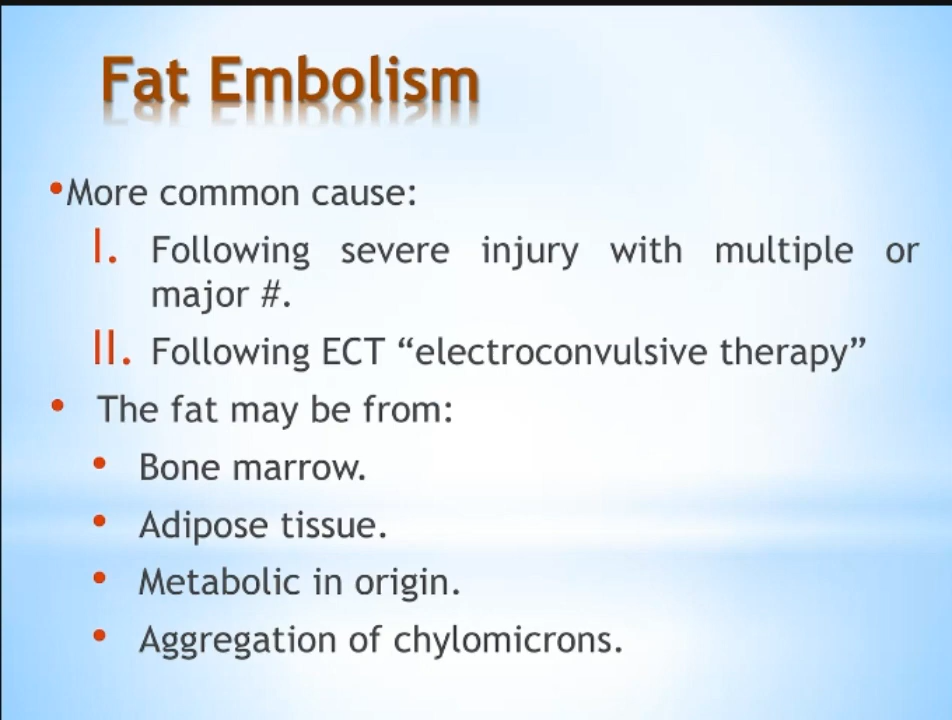 Fat Embolism
•More common cause:
I. Following severe injury with multiple or
major #.
II. Following ECT “electroconvulsive therapy”
• The fat may be from:
• Bone marrow.
• Adipose tissue.
• Metabolic in origin.
• Aggregation of chylomicrons.